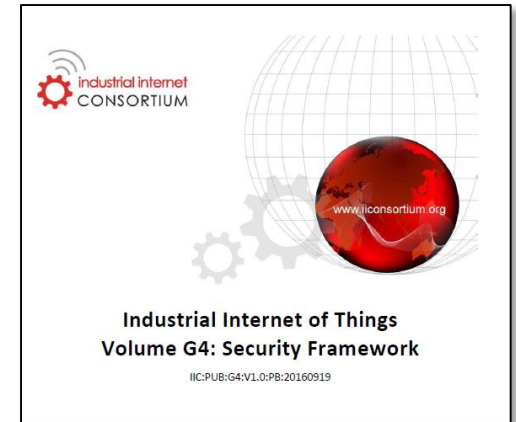 industrial internet
CONSORTIUM
www.iiconsortium.org
Industrial Internet of Things
Volume G4: Security Framework
IIC:PUB:G4:V1.0:PB:20160919